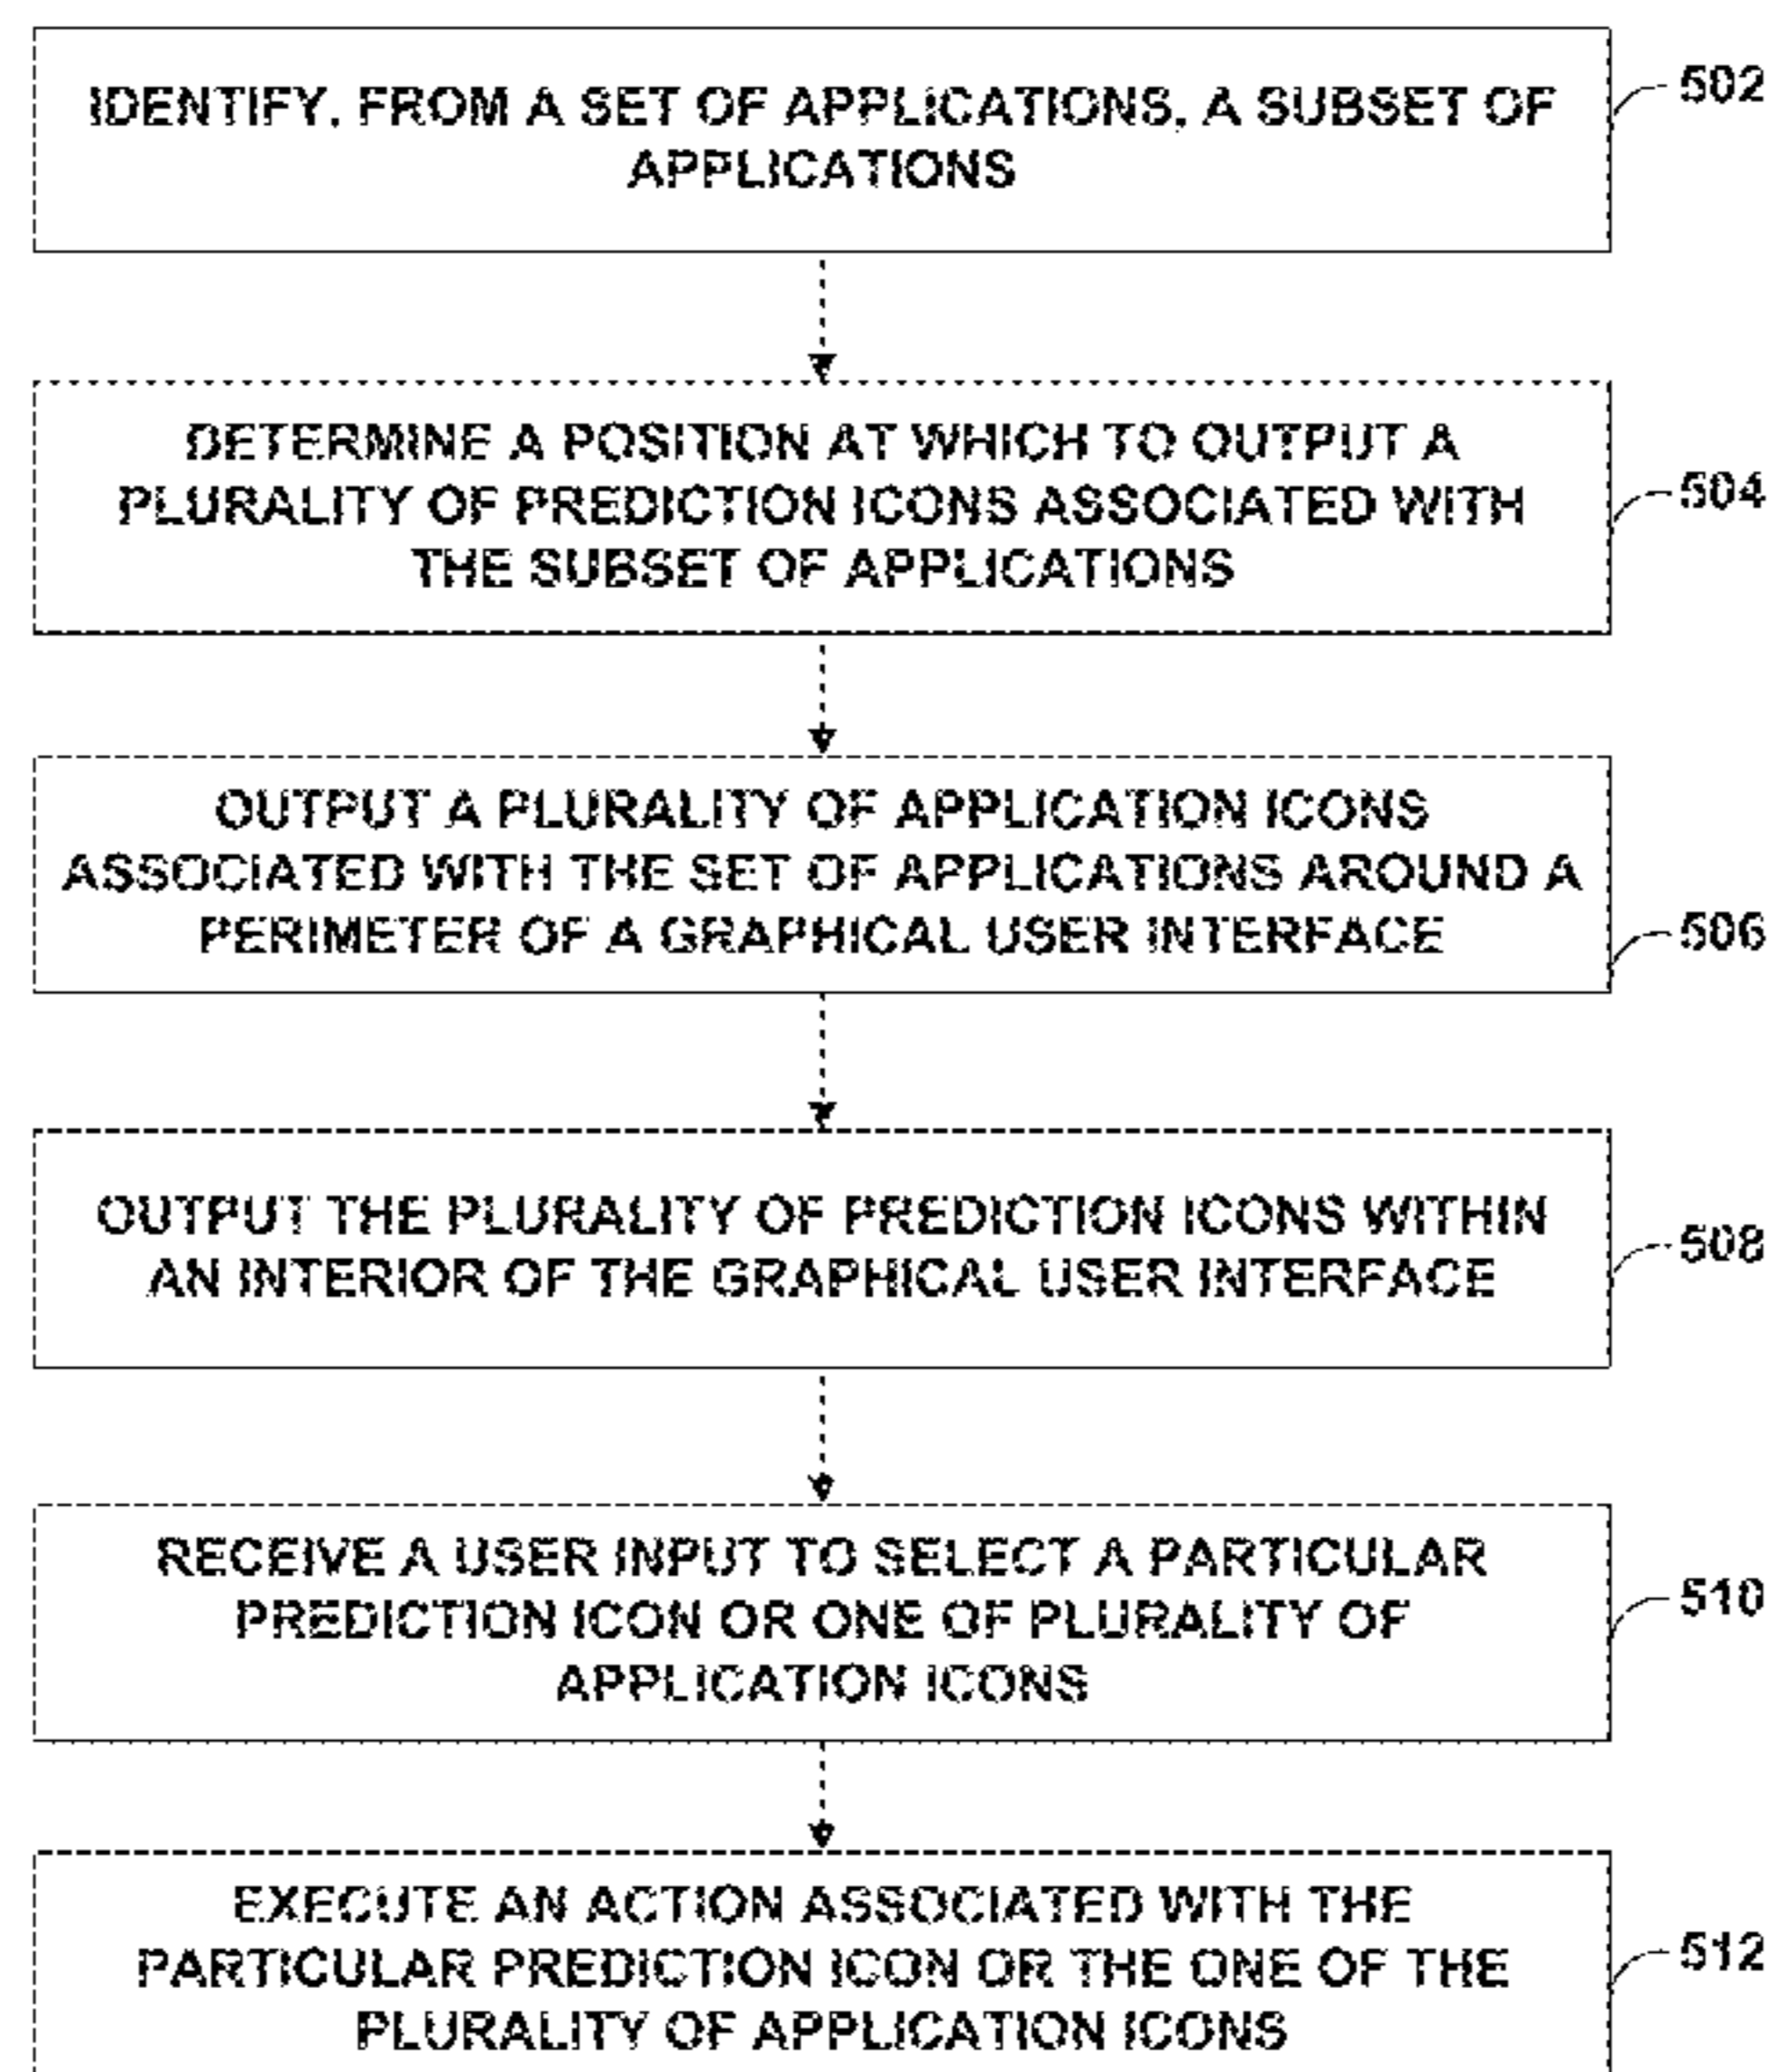 IDENTIFY, FROM A SET OF APPLICATIONS, A SUBSET OF
APPLICATIONS
502
DETERMINE A POSITION AT WHICH TO OUTPUT A
PLURALITY OF PREDICTION ICONS ASSOCIATED WITH
THE SUBSET OF APPLICATIONS
504
OUTPUT A PLURALITY OF APPLICATION ICONS
ASSOCIATED WITH THE SET OF APPLICATIONS AROUND A
PERIMETER OF A GRAPHICAL USER INTERFACE
506
OUTPUT THE PLURALITY OF PREDICTION ICONS WITHIN
AN INTERIOR OF THE GRAPHICAL USER INTERFACE
508
RECEIVE A USER INPUT TO SELECT A PARTICULAR
PREDICTION ICON OR ONE OF PLURALITY OF
APPLICATION ICONS
510
EXECUTE AN ACTION ASSOCIATED WITH THE
PARTICULAR PREDICTION ICON OR THE ONE OF THE
PLURALITY OF APPLICATION ICONS
512